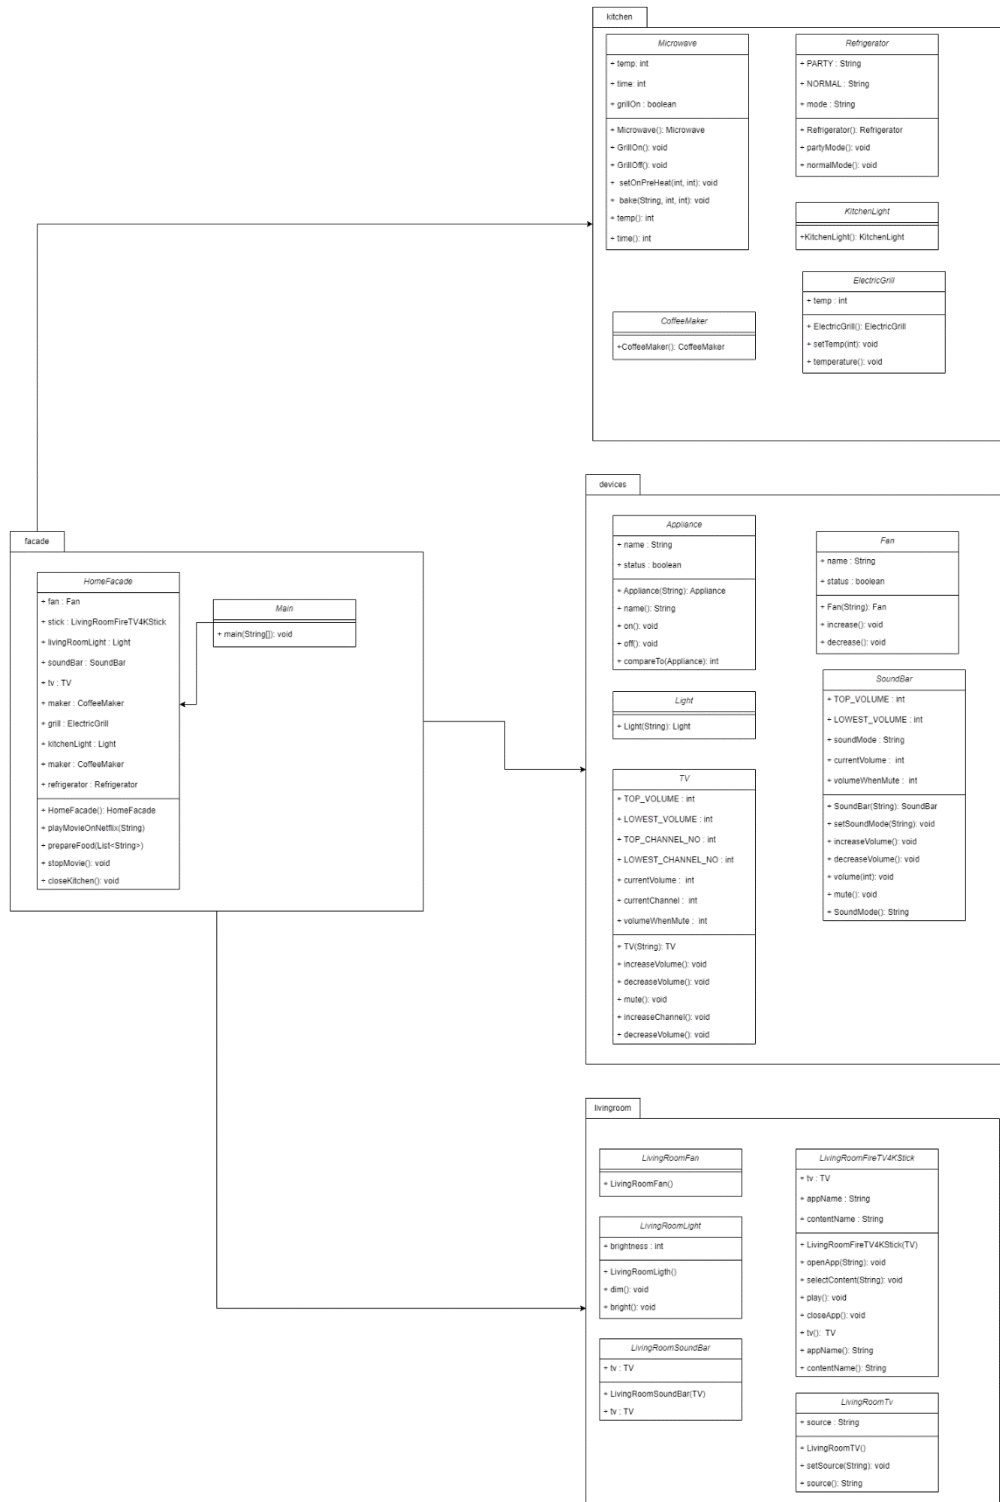 kitchen
Microwave
+ temp: int
+ time: int
+ grillOn : boolean
+ Microwave(): Microwave
+ GrillOn(): void
+ GrillOff(): void
+ setOnPreHeat(int, int): void
+ bake(String, int, int): void
+ temp(): int
+ time(): int
Refrigerator
+ PARTY : String
+ NORMAL : String
+ mode : String
+ Refrigerator(): Refrigerator
+ partyMode(): void
+ normalMode(): void
KitchenLight
+KitchenLight(): KitchenLight
ElectricGrill
+ temp : int
+ ElectricGrill(): ElectricGrill
+ setTemp(int): void
+ temperature(): void
CoffeeMaker
+CoffeeMaker(): CoffeeMaker
facade
HomeFacade
+ fan : Fan
+ stick : LivingRoomFireTV4KStick
+ livingRoomLight : Light
+ soundBar : SoundBar
+ tv : TV
+ maker : CoffeeMaker
+ grill : ElectricGrill
+ kitchenLight : Light
+ maker : CoffeeMaker
+ refrigerator : Refrigerator
+ HomeFacade(): HomeFacade
+ playMovieOnNetflix(String)
+ prepareFood(List<String>)
+ stopMovie(): void
+ closeKitchen(): void
Main
+ main(String[]): void
devices
Appliance
+ name : String
+ status : boolean
+ Appliance(String): Appliance
+ name(): String
+ on(): void
+ off(): void
+ compareTo(Appliance): int
Fan
+ name : String
+ status : boolean
+ Fan(String): Fan
+ increase(): void
+ decrease(): void
Light
+ Light(String): Light
SoundBar
+ TOP_VOLUME : int
+ LOWEST_VOLUME : int
+ soundMode : String
+ currentVolume : int
+ volumeWhenMute : int
+ SoundBar(String): SoundBar
+ setSoundMode(String): void
+ increaseVolume(): void
+ decreaseVolume(): void
+ volume(int): void
+ mute(): void
+ SoundMode(): String
TV
+ TOP_VOLUME : int
+ LOWEST_VOLUME : int
+ TOP_CHANNEL_NO : int
+ LOWEST_CHANNEL_NO : int
+ currentVolume : int
+ currentChannel : int
+ volumeWhenMute : int
+ TV(String): TV
+ increaseVolume(): void
+ decreaseVolume(): void
+ mute(): void
+ increaseChannel(): void
+ decreaseVolume(): void
livingroom
LivingRoomFan
+ LivingRoomFan()
LivingRoomLight
+ brightness : int
+ LivingRoomLigth()
+ dim(): void
+ bright(): void
LivingRoomSoundBar
+ tv : TV
+ LivingRoomSoundBar(TV)
+ tv : TV
LivingRoomFireTV4KStick
+ tv : TV
+ appName : String
+ contentName : String
+ LivingRoomFireTV4KStick(TV)
+ openApp(String): void
+ selectContent(String): void
+ play(): void
+ closeApp(): void
+ tv(): TV
+ appName(): String
+ contentName(): String
LivingRoomTv
+ source : String
+ LivingRoomTV()
+ setSource(String): void
+ source(): String